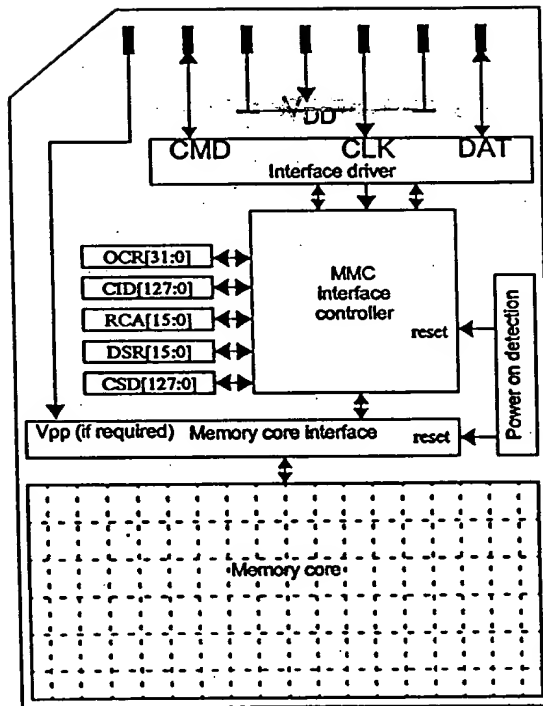 DD
CMD CLK DAT
Interface driver
OCR[31:0]
CID[127:0]
RCA[15:0]
DSR[15:0]
CSD[127:0]
MMC
interface
controller
reset
Power on detection
Vpp (if required) Memory core interface reset
Memory core